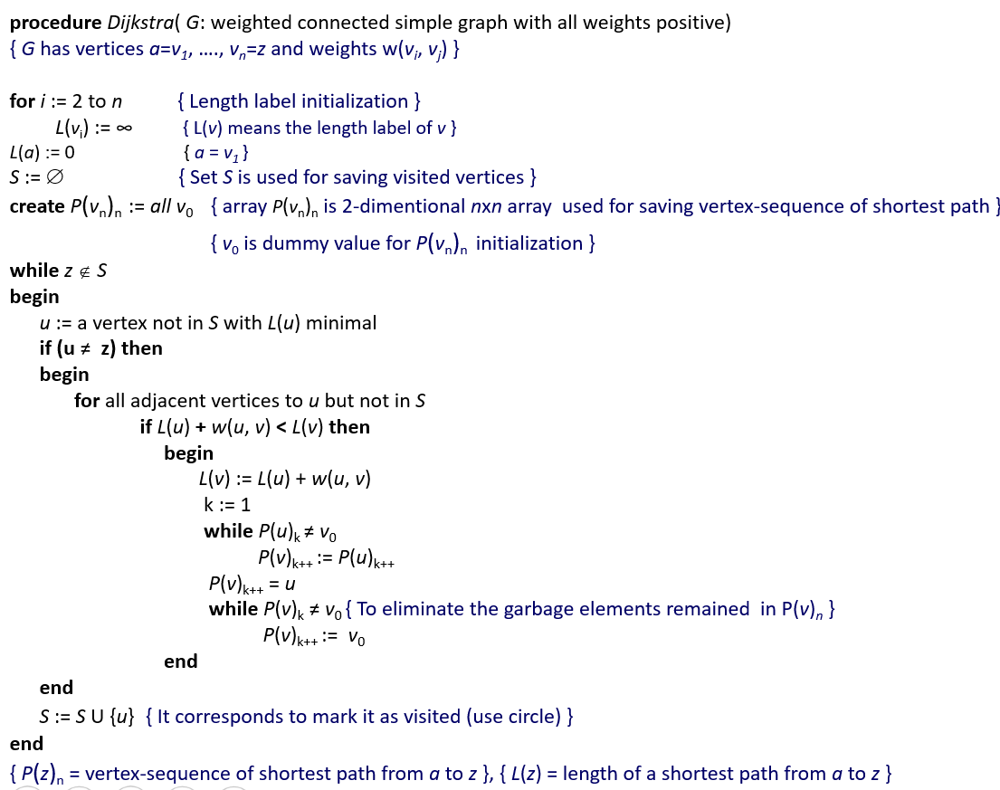 procedure Dijkstra( G: weighted connected simple graph with all weights positive)
{ G has vertices a=v₁, ...., vₙ=z and weights w(vᵢ, vⱼ) }
for i := 2 to n { Length label initialization }
L(vᵢ) := ∞ { L(v) means the length label of v }
L(a) := 0 { a = v₁ }
S := ∅ { Set S is used for saving visited vertices }
create P(vₙ)ₙ := all v₀ { array P(vₙ)ₙ is 2-dimentional nxn array used for saving vertex-sequence of shortest path }
{ v₀ is dummy value for P(vₙ)ₙ initialization }
while z ∉ S
begin
u := a vertex not in S with L(u) minimal
if (u ≠ z) then
begin
for all adjacent vertices to u but not in S
if L(u) + w(u, v) < L(v) then
begin
L(v) := L(u) + w(u, v)
k := 1
while P(u)ₖ ≠ v₀
P(v)ₖ₊₊ := P(u)ₖ₊₊
P(v)ₖ₊₊ = u
while P(v)ₖ ≠ v₀ { To eliminate the garbage elements remained in P(v)ₙ }
P(v)ₖ₊₊ := v₀
end
end
S := S U {u} { It corresponds to mark it as visited (use circle) }
end
{ P(z)ₙ = vertex-sequence of shortest path from a to z }, { L(z) = length of a shortest path from a to z }